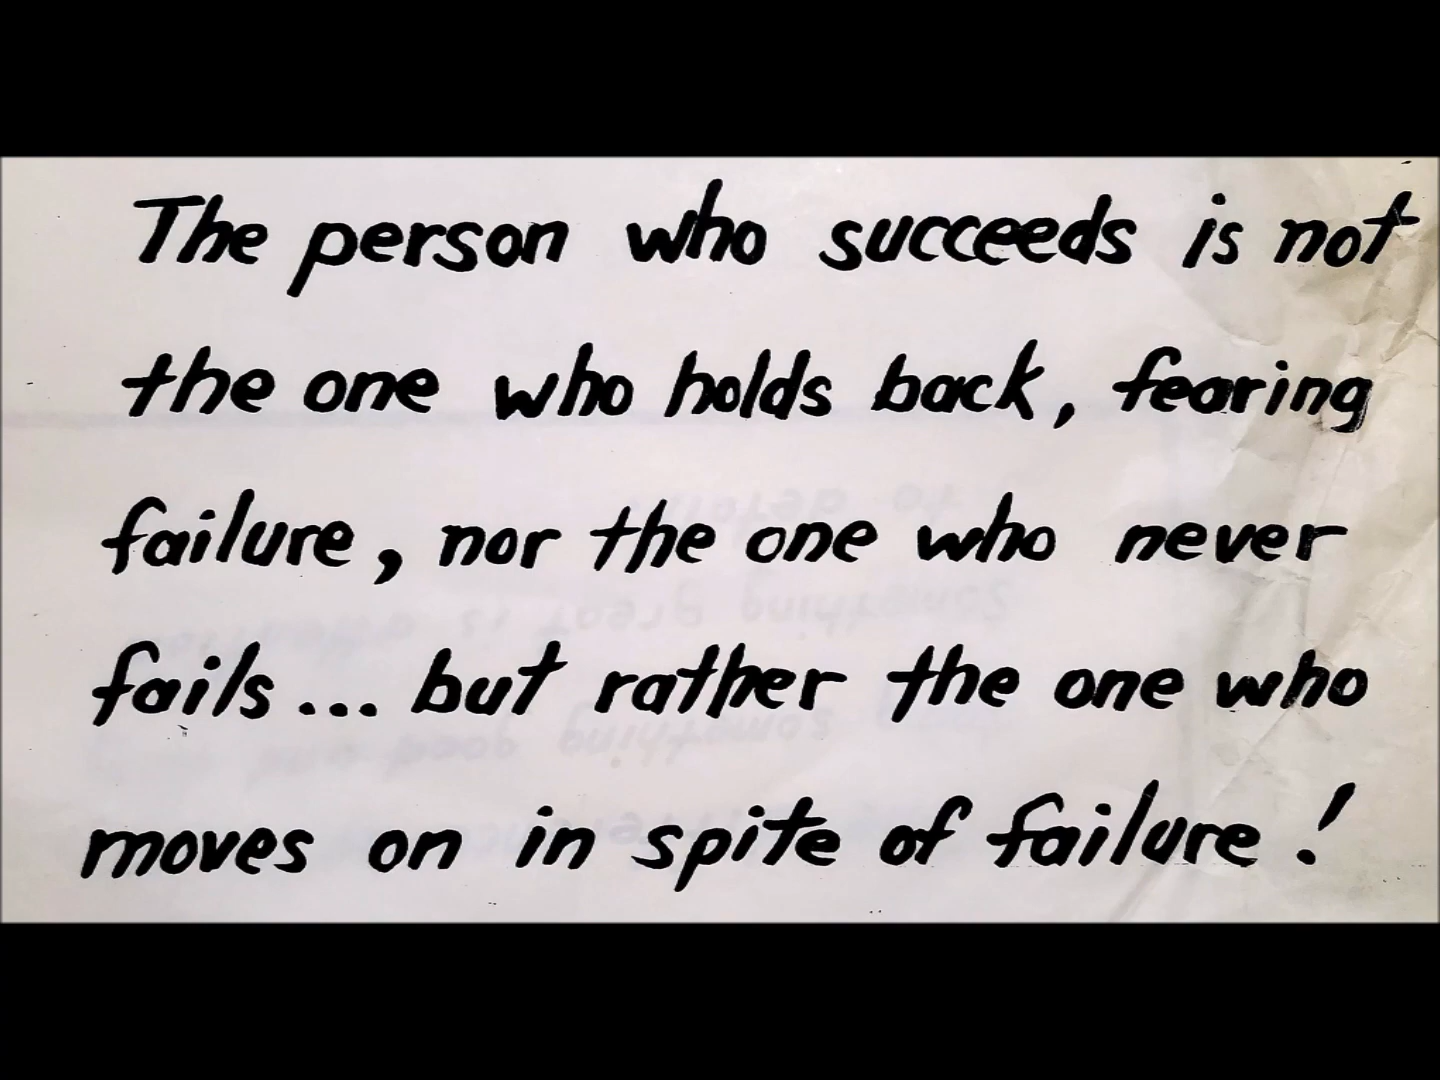 The person who succeeds is not
the one who holds back, fearing
failure, nor the one who never
fails... but rather the one who
moves on in spite of failure!